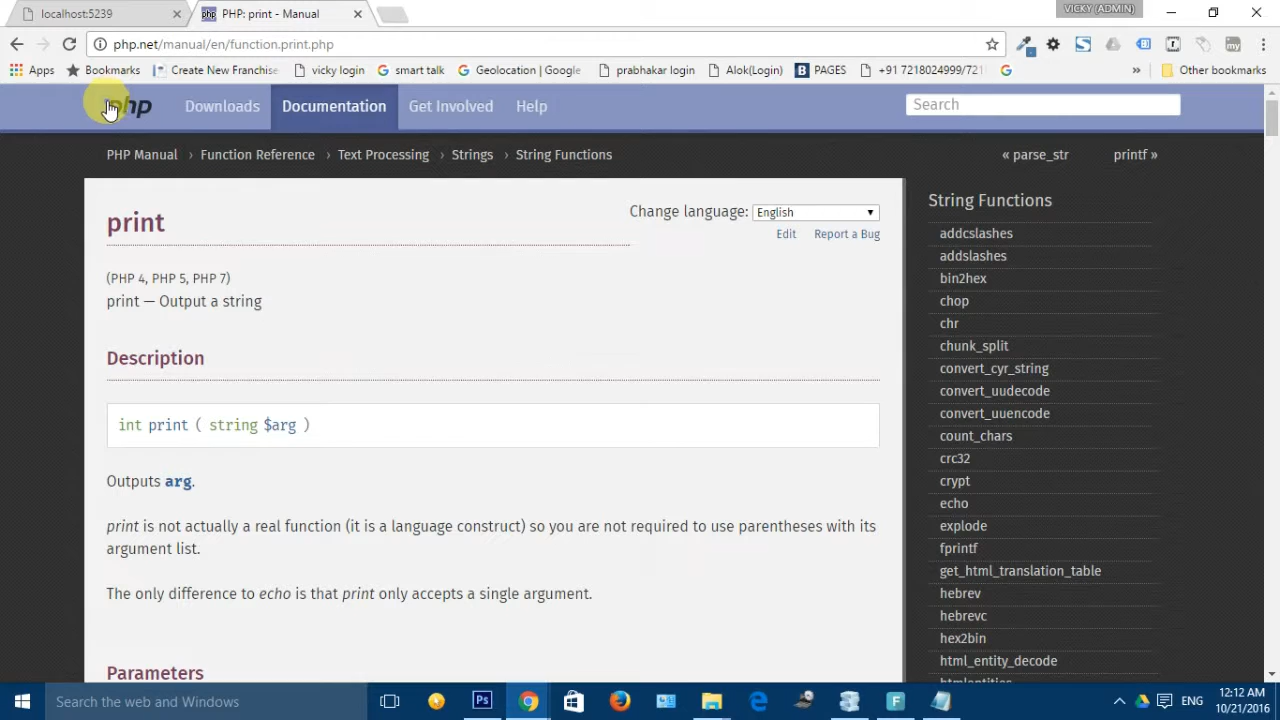 localhost:5239
php PHP: print - Manual
VICKY (ADMIN)
php.net/manual/en/function.print.php
Apps Bookmarks Create New Franchise vicky login smart talk Geolocation | Google prabhakar login Alok(Login) B PAGES +91 7218024999/721 » Other bookmarks
php Downloads Documentation Get Involved Help Search
PHP Manual › Function Reference › Text Processing › Strings › String Functions « parse_str printf »
print
Change language: English
Edit Report a Bug
(PHP 4, PHP 5, PHP 7)
print — Output a string
Description
int print ( string $arg )
Outputs arg.
print is not actually a real function (it is a language construct) so you are not required to use parentheses with its
argument list.
The only difference to echo is that print only accepts a single argument.
Parameters
String Functions
addcslashes
addslashes
bin2hex
chop
chr
chunk_split
convert_cyr_string
convert_uudecode
convert_uuencode
count_chars
crc32
crypt
echo
explode
fprintf
get_html_translation_table
hebrev
hebrevc
hex2bin
html_entity_decode
htmlentities
Search the web and Windows
Ps
F
ENG
12:12 AM
10/21/2016